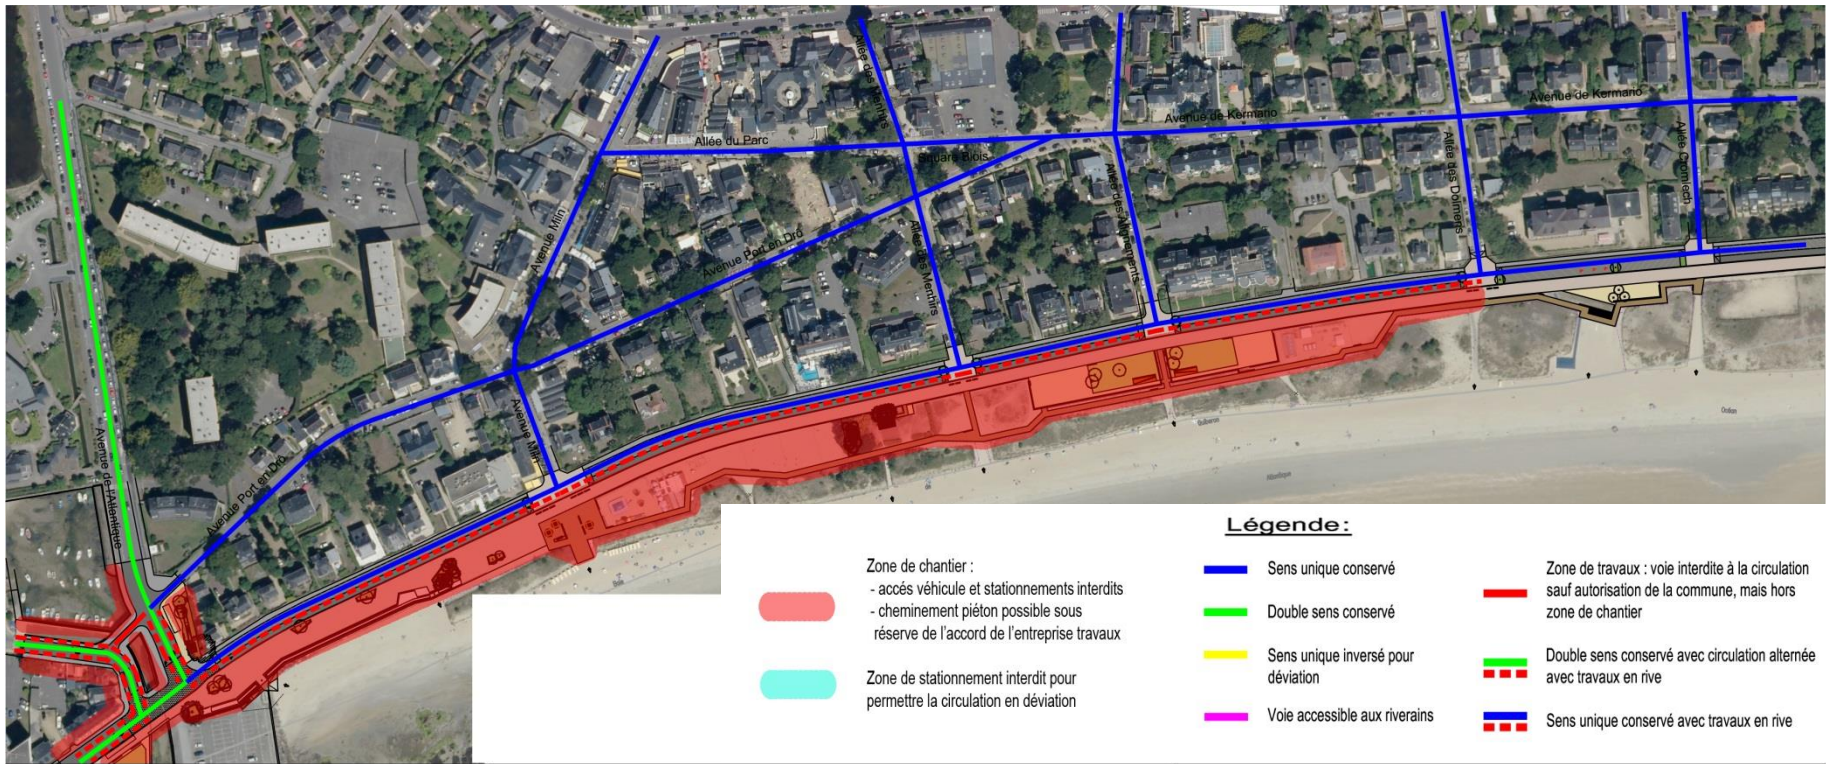 Allée des Menhirs
Avenue de Kermano
Avenue de Kermano
Allée du Parc
Square Blois
Allée des Alignements
Allée des Dolmens
Allée Cromlech
Avenue Miln
Avenue Port en Drô
Allée des Menhirs
Avenue Miln
Avenue Port en Drô
Avenue de l'Atlantique
Légende:
Zone de chantier :
- accés véhicule et stationnements interdits
- cheminement piéton possible sous
réserve de l'accord de l'entreprise travaux
Zone de stationnement interdit pour
permettre la circulation en déviation
Sens unique conservé
Double sens conservé
Sens unique inversé pour
déviation
Voie accessible aux riverains
Zone de travaux : voie interdite à la circulation
sauf autorisation de la commune, mais hors
zone de chantier
Double sens conservé avec circulation alternée
avec travaux en rive
Sens unique conservé avec travaux en rive